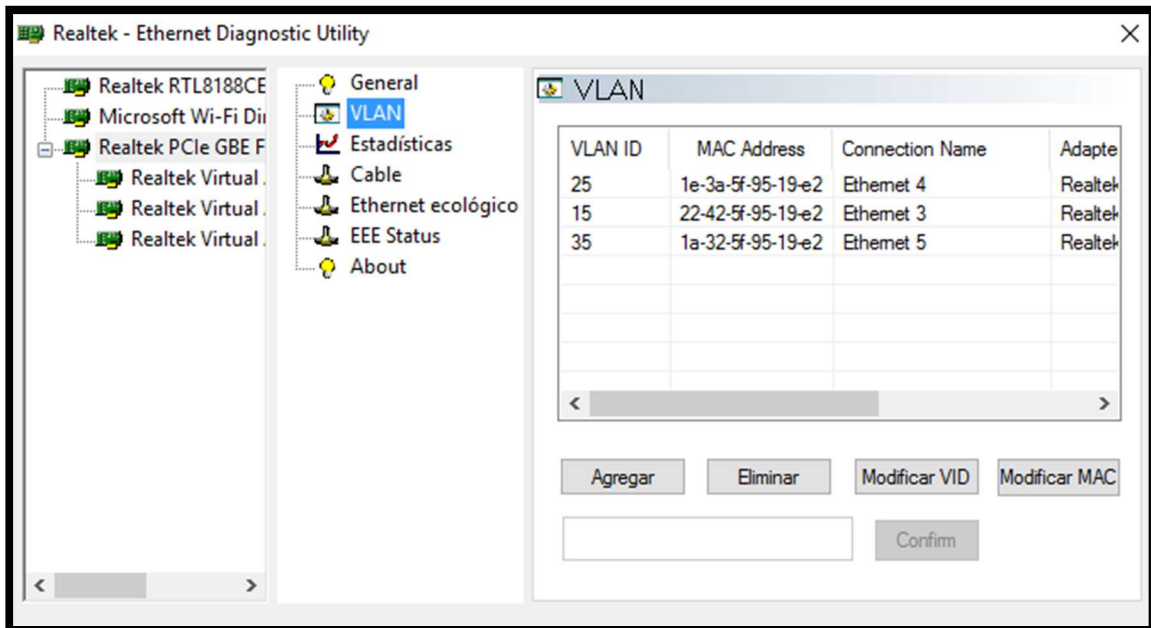 Realtek - Ethernet Diagnostic Utility
Realtek RTL8188CE
Microsoft Wi-Fi Dir
Realtek PCIe GBE F
Realtek Virtual
Realtek Virtual
Realtek Virtual
General
VLAN
Estadísticas
Cable
Ethernet ecológico
EEE Status
About
VLAN
VLAN ID MAC Address Connection Name Adapte
25 1e-3a-5f-95-19-e2 Ethernet 4 Realtek
15 22-42-5f-95-19-e2 Ethernet 3 Realtek
35 1a-32-5f-95-19-e2 Ethernet 5 Realtek
Agregar Eliminar Modificar VID Modificar MAC
Confirm